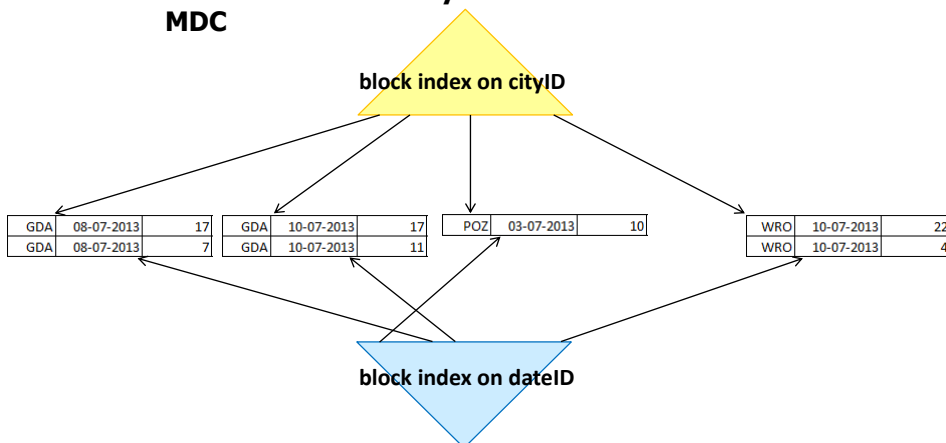 MDC
block index on cityID
GDA 08-07-2013 17
GDA 08-07-2013 7
GDA 10-07-2013 17
GDA 10-07-2013 11
POZ 03-07-2013 10
WRO 10-07-2013 22
WRO 10-07-2013 4
block index on dateID